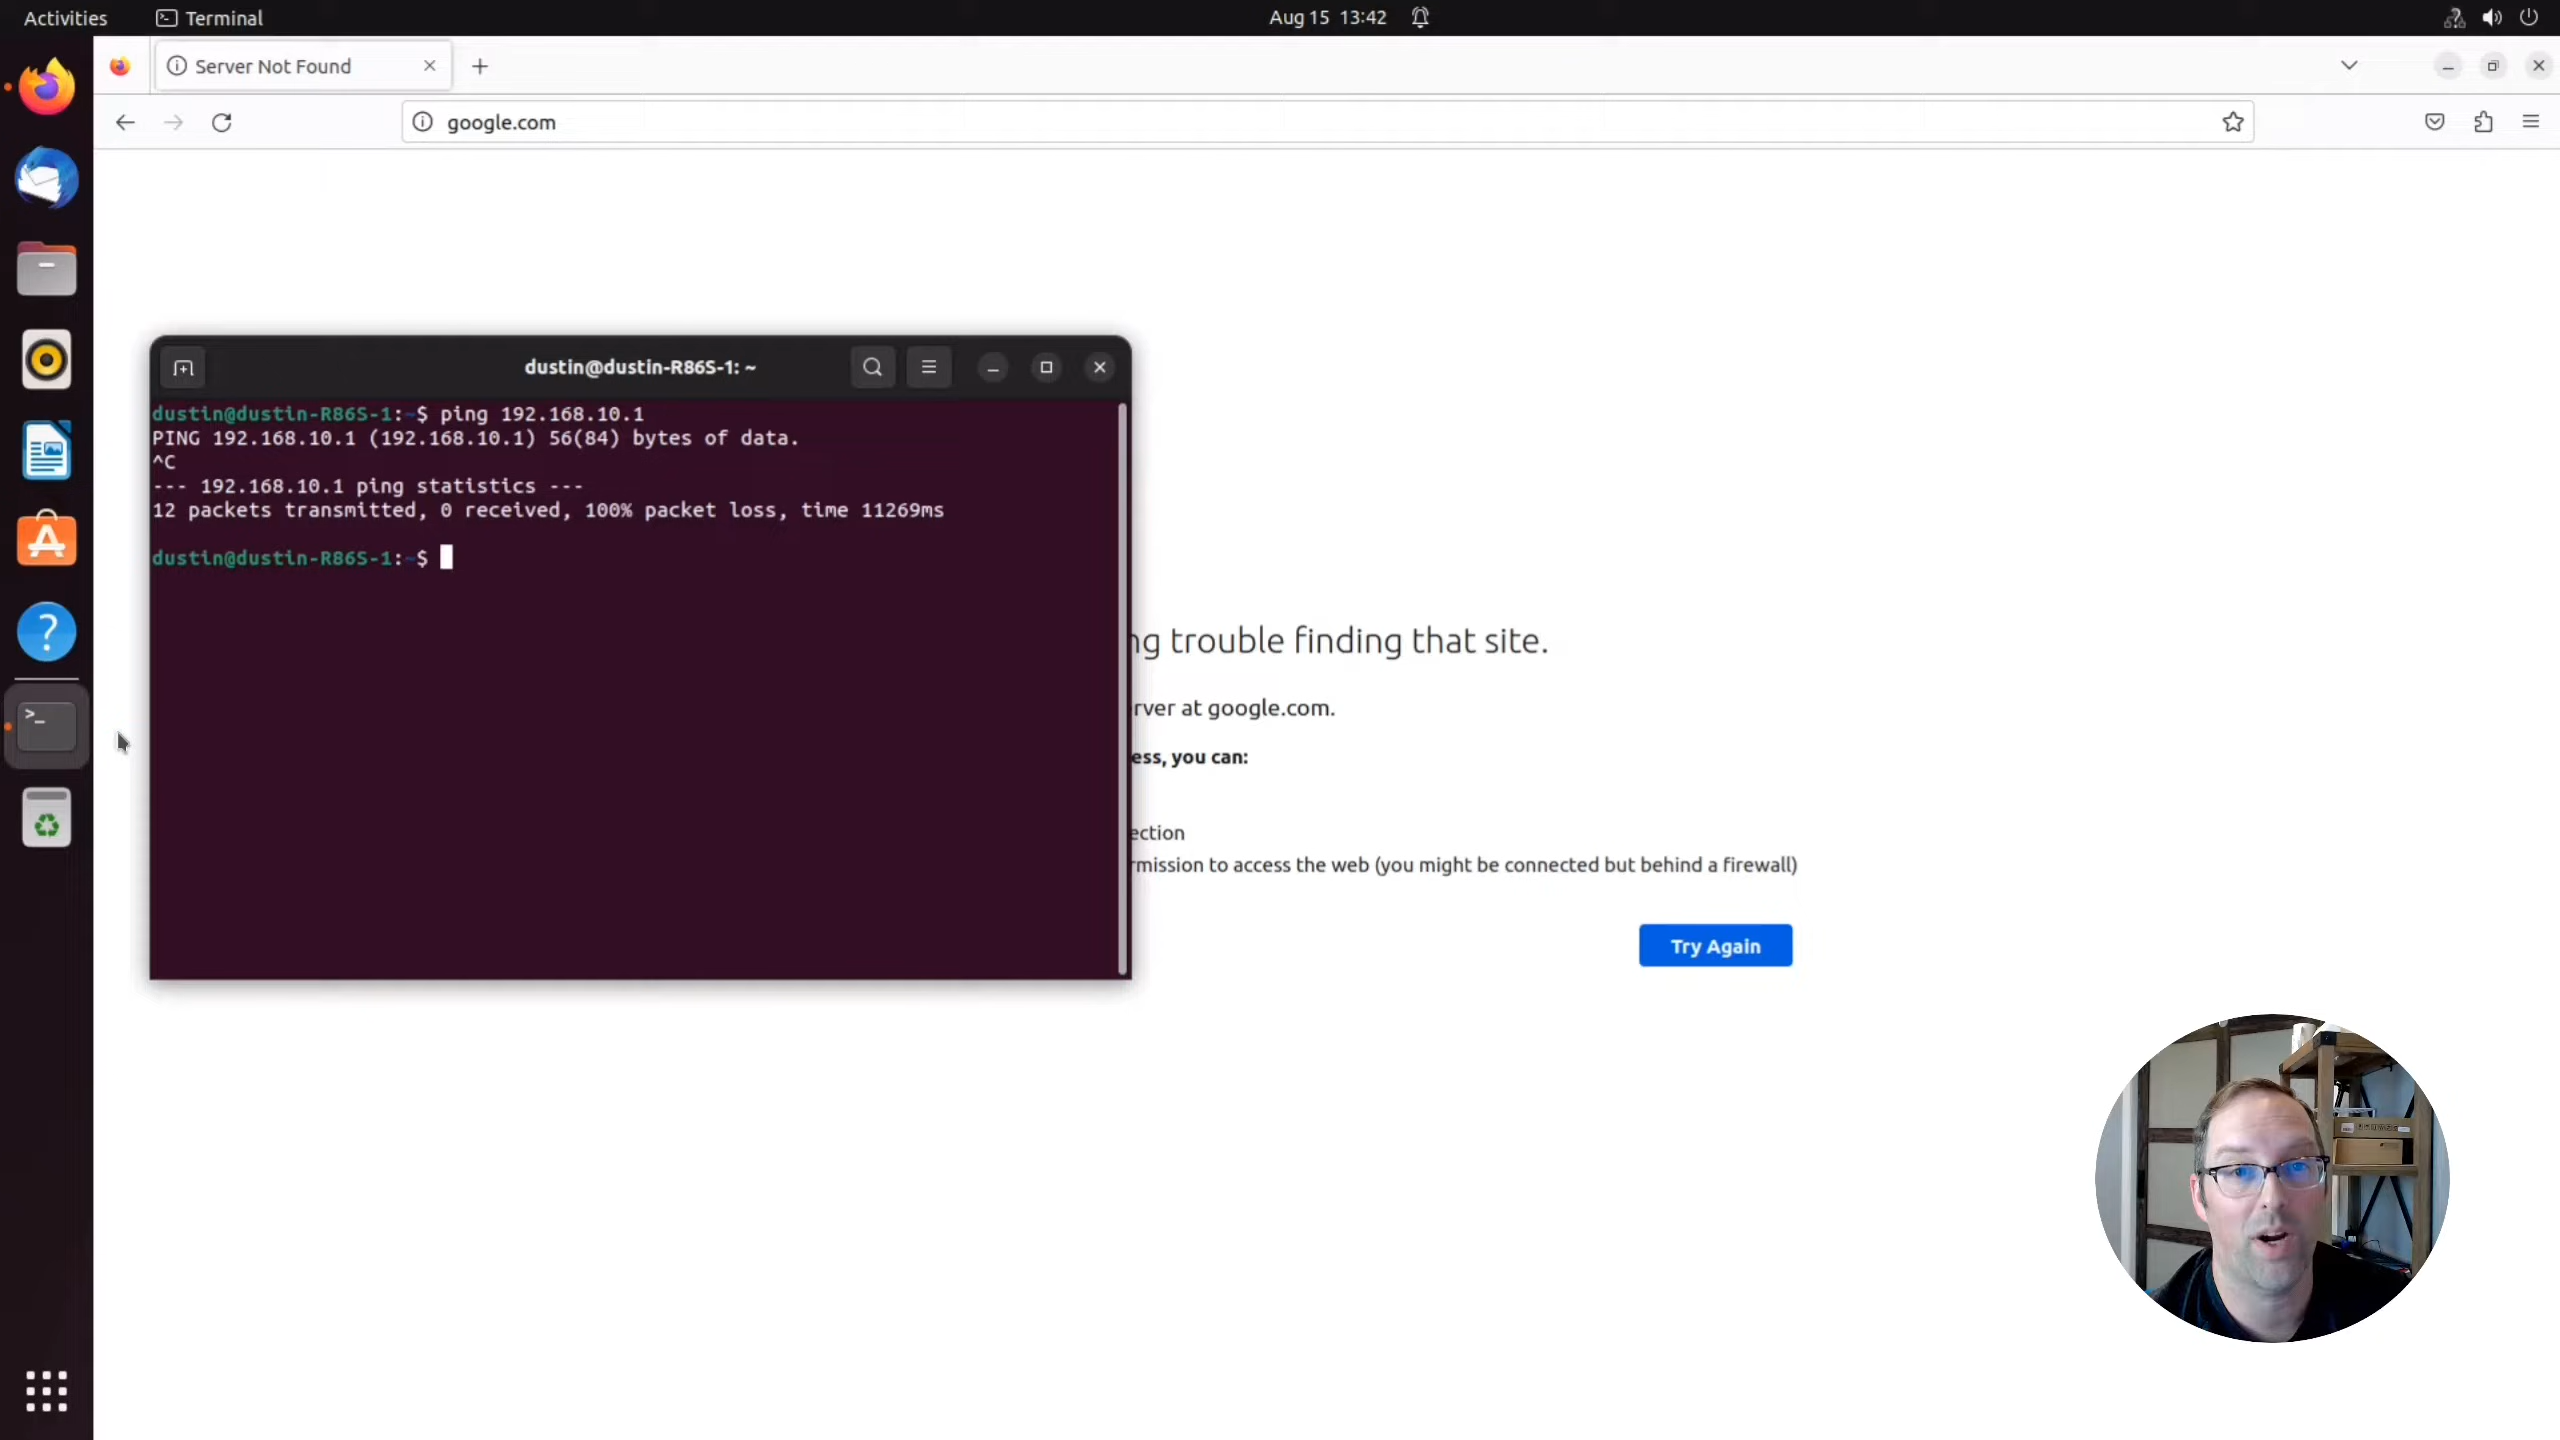 Activities
Terminal
Aug 15 13:42
Server Not Found
google.com
dustin@dustin-R86S-1: ~
dustin@dustin-R86S-1:~$ ping 192.168.10.1
PING 192.168.10.1 (192.168.10.1) 56(84) bytes of data.
^C
--- 192.168.10.1 ping statistics ---
12 packets transmitted, 0 received, 100% packet loss, time 11269ms
dustin@dustin-R86S-1:~$
ng trouble finding that site.
rver at google.com.
ess, you can:
ection
rmission to access the web (you might be connected but behind a firewall)
Try Again